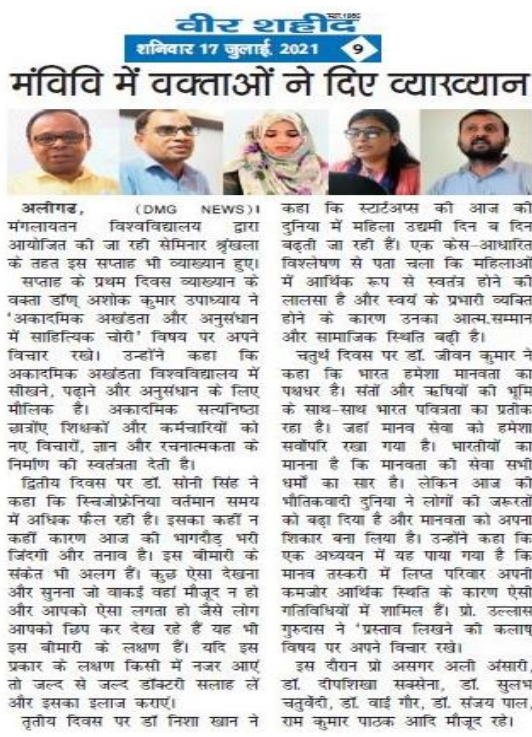 स्था.1980
वीर शहीद
शनिवार 17 जुलाई, 2021 9
मंविवि में वक्ताओं ने दिए व्याख्यान
अलीगढ, (DMG NEWS)।
मंगलायतन विश्वविद्यालय द्वारा
आयोजित की जा रही सेमिनार श्रृंखला
के तहत इस सप्ताह भी व्याख्यान हुए।
सप्ताह के प्रथम दिवस व्याख्यान के
वक्ता डॉण् अशोक कुमार उपाध्याय ने
'अकादमिक अखंडता और अनुसंधान
में साहित्यिक चोरी' विषय पर अपने
विचार रखे। उन्होंने कहा कि
अकादमिक अखंडता विश्वविद्यालय में
सीखने, पढ़ाने और अनुसंधान के लिए
मौलिक है। अकादमिक सत्यनिष्ठा
छात्रोंए शिक्षकों और कर्मचारियों को
नए विचारों, ज्ञान और रचनात्मकता के
निर्माण की स्वतंत्रता देती है।
द्वितीय दिवस पर डॉ. सोनी सिंह ने
कहा कि स्चिजोफ्रेनिया वर्तमान समय
में अधिक फैल रही है। इसका कहीं न
कहीं कारण आज की भागदौड़ भरी
जिंदगी और तनाव है। इस बीमारी के
संकेत भी अलग हैं। कुछ ऐसा देखना
और सुनना जो वाकई वहां मौजूद न हो
और आपको ऐसा लगता हो जैसे लोग
आपको छिप कर देख रहे हैं यह भी
इस बीमारी के लक्षण हैं। यदि इस
प्रकार के लक्षण किसी में नजर आएं
तो जल्द से जल्द डॉक्टरी सलाह लें
और इसका इलाज कराएं।
तृतीय दिवस पर डॉ निशा खान ने
कहा कि स्टार्टअप्स की आज की
दुनिया में महिला उद्यमी दिन ब दिन
बढ़ती जा रही हैं। एक केस-आधारित
विश्लेषण से पता चला कि महिलाओं
में आर्थिक रूप से स्वतंत्र होने की
लालसा है और स्वयं के प्रभारी व्यक्ति
होने के कारण उनका आत्म.सम्मान
और सामाजिक स्थिति बढ़ी है।
चतुर्थ दिवस पर डॉ. जीवन कुमार ने
कहा कि भारत हमेशा मानवता का
पक्षधर है। संतों और ऋषियों की भूमि
के साथ-साथ भारत पवित्रता का प्रतीक
रहा है। जहां मानव सेवा को हमेशा
सर्वोपरि रखा गया है। भारतीयों का
मानना है कि मानवता की सेवा सभी
धर्मों का सार है। लेकिन आज की
भौतिकवादी दुनिया ने लोगों की जरूरतों
को बढ़ा दिया है और मानवता को अपना
शिकार बना लिया है। उन्होंने कहा कि
एक अध्ययन में यह पाया गया है कि
मानव तस्करी में लिप्त परिवार अपनी
कमजोर आर्थिक स्थिति के कारण ऐसी
गतिविधियों में शामिल हैं। प्रो. उल्लास
गुरुदास ने 'प्रस्ताव लिखने की कलाष्
विषय पर अपने विचार रखे।
इस दौरान प्रो असगर अली अंसारी,
डॉ. दीपशिखा सक्सेना, डॉ. सुलभ
चतुर्वेदी, डॉ. वाई गौर, डॉ. संजय पाल,
राम कुमार पाठक आदि मौजूद रहे।